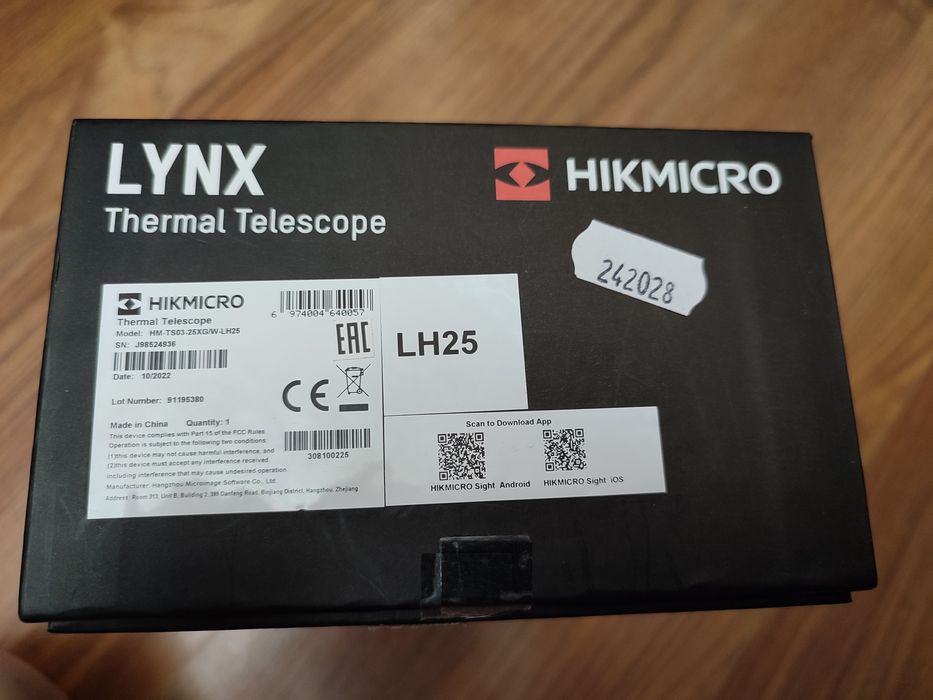 LYNX
Thermal Telescope
HIKMICRO
242028
HIKMICRO
Thermal Telescope
Model: HM-TS03-25XG/W-LH25
SN: J98524936
Date: 10/2022
Lot Number: 91195380
Made in China Quantity: 1
This device complies with Part 15 of the FCC Rules.
Operation is subject to the following two conditions:
(1)this device may not cause harmful interference, and
(2)this device must accept any interference received,
including interference that may cause undesired operation.
Manufacturer: Hangzhou Microimage Software Co., Ltd.
Address: Room 313, Unit B, Building 2, 399 Danfeng Road, Binjiang District, Hangzhou, Zhejiang
6 974004 640057
EAC
CE
308100225
LH25
Scan to Download App
HIKMICRO Sight Android
HIKMICRO Sight iOS